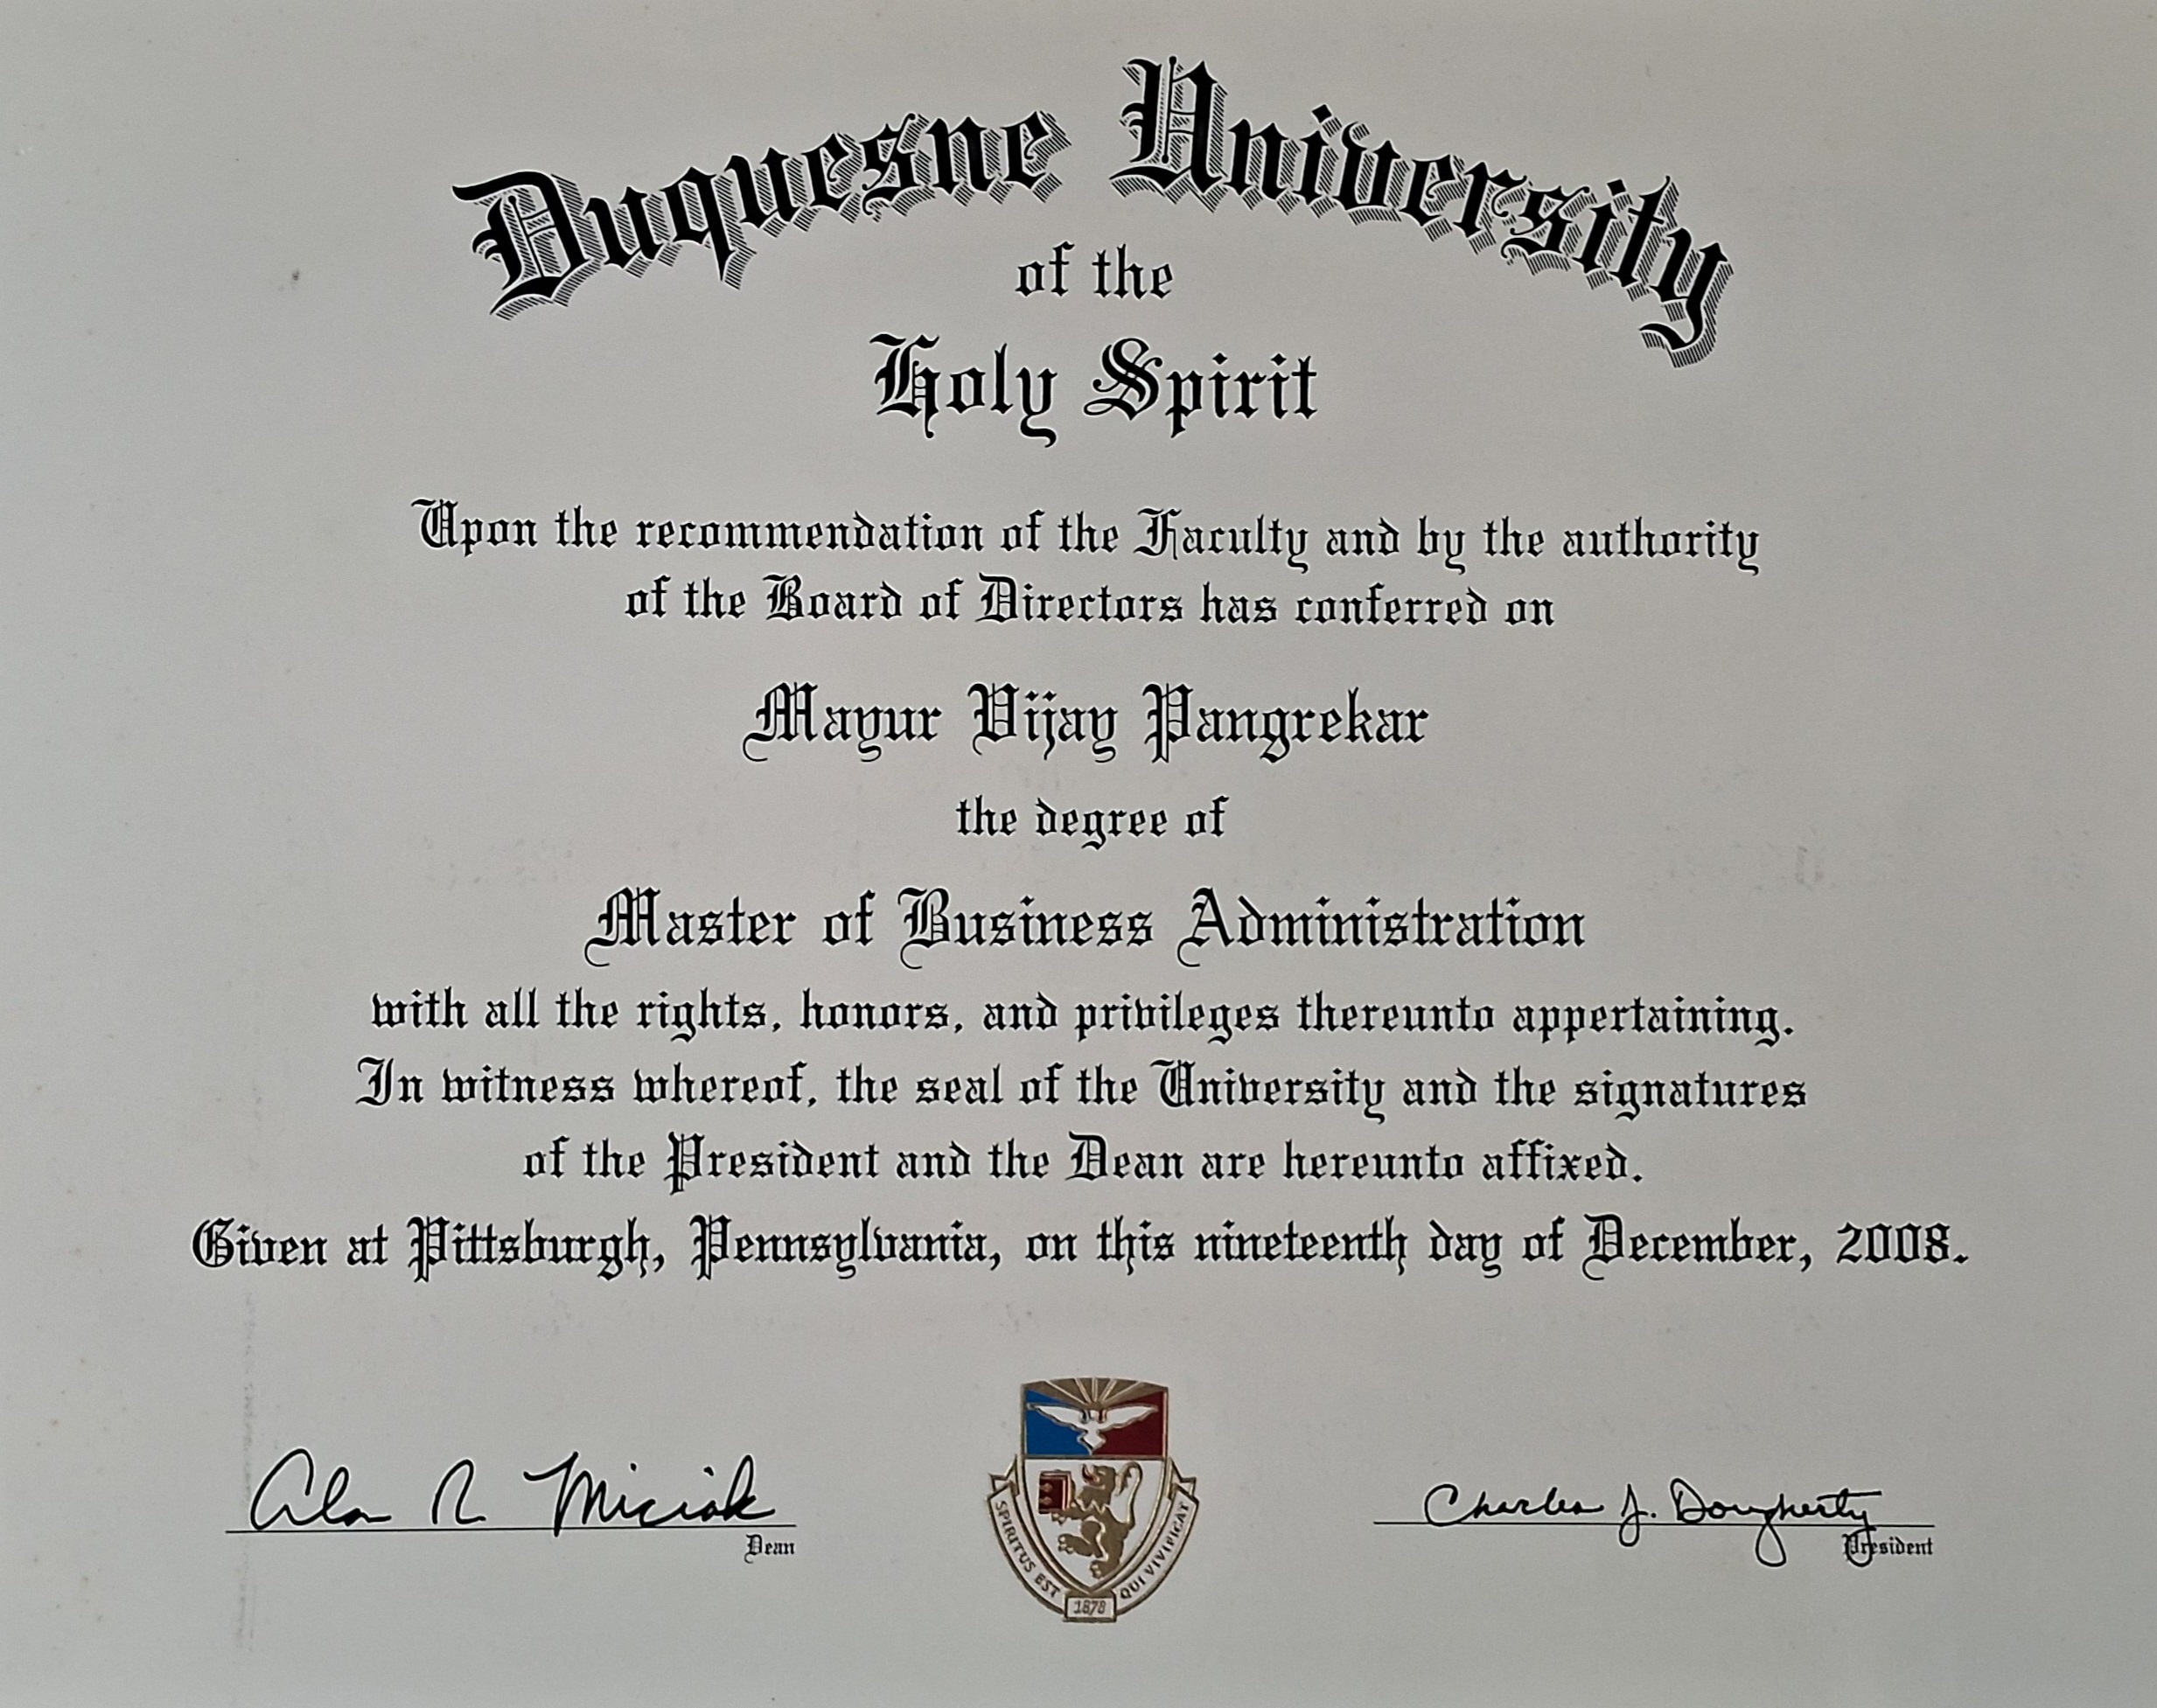 Duquesne University
of the
Holy Spirit
Upon the recommendation of the Faculty and by the authority
of the Board of Directors has conferred on
Mayur Vijay Pangrekar
the degree of
Master of Business Administration
with all the rights, honors, and privileges thereunto appertaining.
In witness whereof, the seal of the University and the signatures
of the President and the Dean are hereunto affixed.
Given at Pittsburgh, Pennsylvania, on this nineteenth day of December, 2008.
Alan R Miciak
Dean
SPIRITUS EST QUI VIVIFICAT
1878
Charles J. Dougherty
President